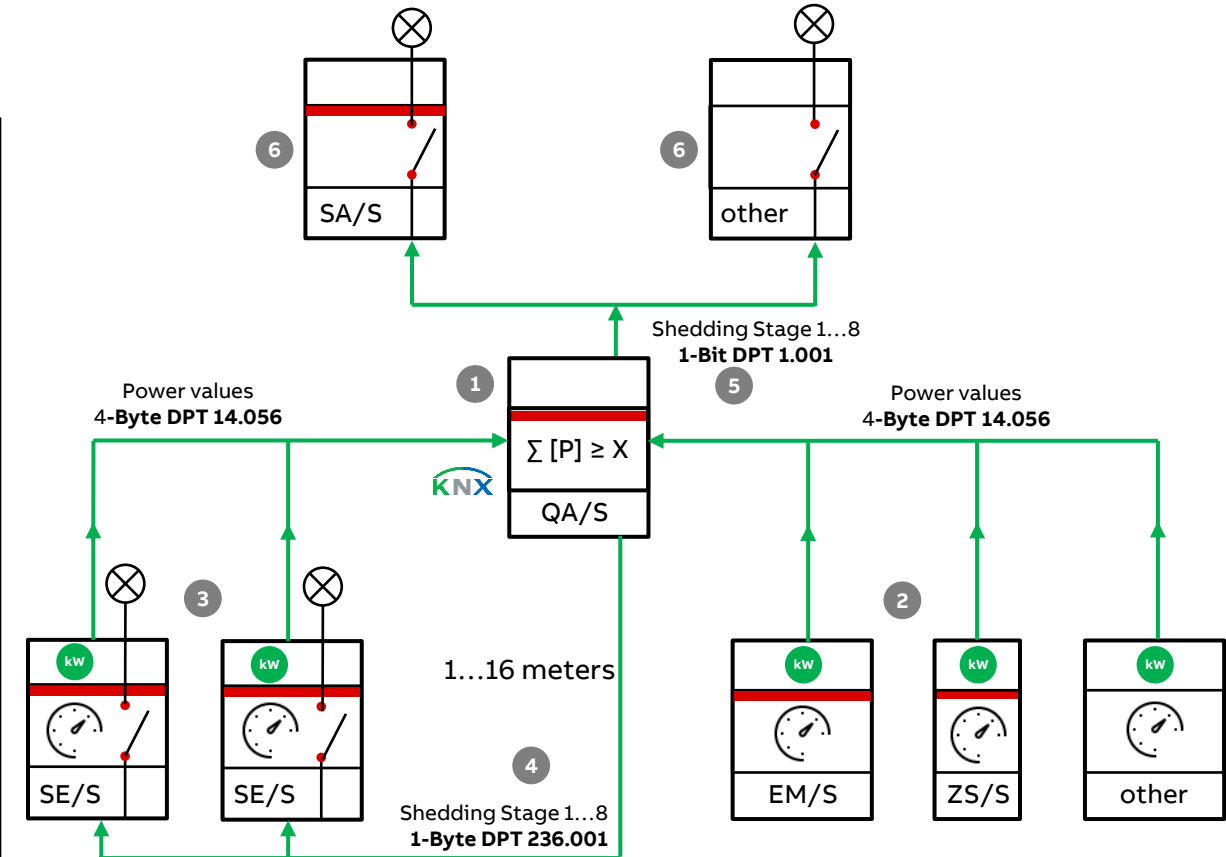 6
6
SA/S
other
Shedding Stage 1...8
1-Bit DPT 1.001
1
5
Power values
4-Byte DPT 14.056
Power values
4-Byte DPT 14.056
∑ [P] ≥ X
KNX
QA/S
3
2
kW
kW
kW
kW
kW
1...16 meters
4
SE/S
SE/S
EM/S
ZS/S
other
Shedding Stage 1...8
1-Byte DPT 236.001